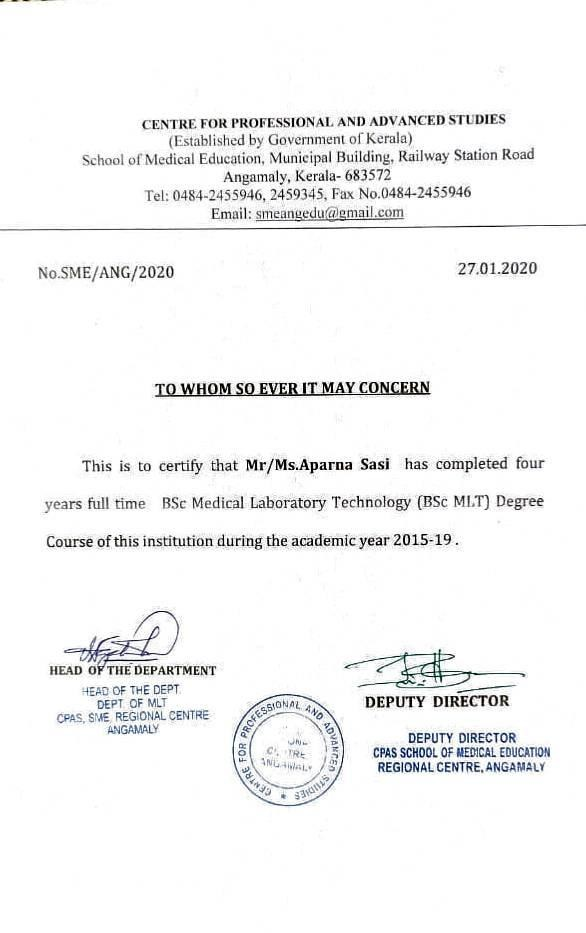 CENTRE FOR PROFESSIONAL AND ADVANCED STUDIES
(Established by Government of Kerala)
School of Medical Education, Municipal Building, Railway Station Road
Angamaly, Kerala- 683572
Tel: 0484-2455946, 2459345, Fax No.0484-2455946
Email: smeangedu@gmail.com
No.SME/ANG/2020
27.01.2020
TO WHOM SO EVER IT MAY CONCERN
This is to certify that Mr/Ms.Aparna Sasi has completed four
years full time BSc Medical Laboratory Technology (BSc MLT) Degree
Course of this institution during the academic year 2015-19 .
HEAD OF THE DEPARTMENT
HEAD OF THE DEPT.
DEPT. OF MLT
CPAS, SME, REGIONAL CENTRE
ANGAMALY
DEPUTY DIRECTOR
DEPUTY DIRECTOR
CPAS SCHOOL OF MEDICAL EDUCATION
REGIONAL CENTRE, ANGAMALY
CENTRE FOR PROFESSIONAL AND ADVANCED STUDIES
ANGAMALY